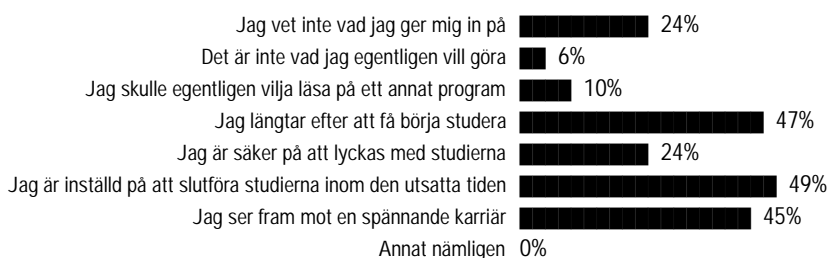 Jag vet inte vad jag ger mig in på 24%
Det är inte vad jag egentligen vill göra 6%
Jag skulle egentligen vilja läsa på ett annat program 10%
Jag längtar efter att få börja studera 47%
Jag är säker på att lyckas med studierna 24%
Jag är inställd på att slutföra studierna inom den utsatta tiden 49%
Jag ser fram mot en spännande karriär 45%
Annat nämligen 0%